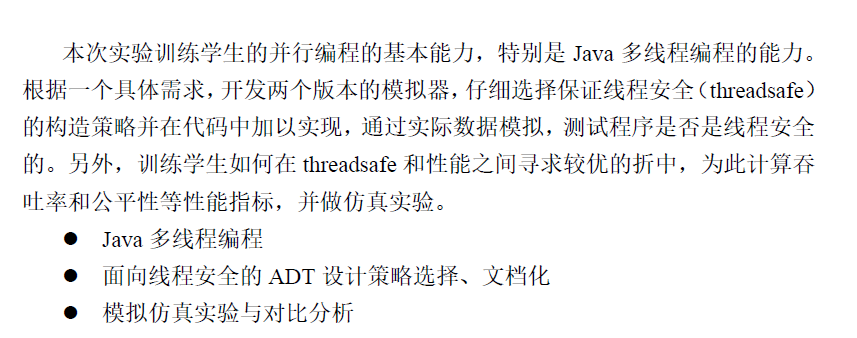 本次实验训练学生的并行编程的基本能力，特别是 Java 多线程编程的能力。
根据一个具体需求，开发两个版本的模拟器，仔细选择保证线程安全（threadsafe）
的构造策略并在代码中加以实现，通过实际数据模拟，测试程序是否是线程安全
的。另外，训练学生如何在 threadsafe 和性能之间寻求较优的折中，为此计算吞
吐率和公平性等性能指标，并做仿真实验。
● Java 多线程编程
● 面向线程安全的 ADT 设计策略选择、文档化
● 模拟仿真实验与对比分析